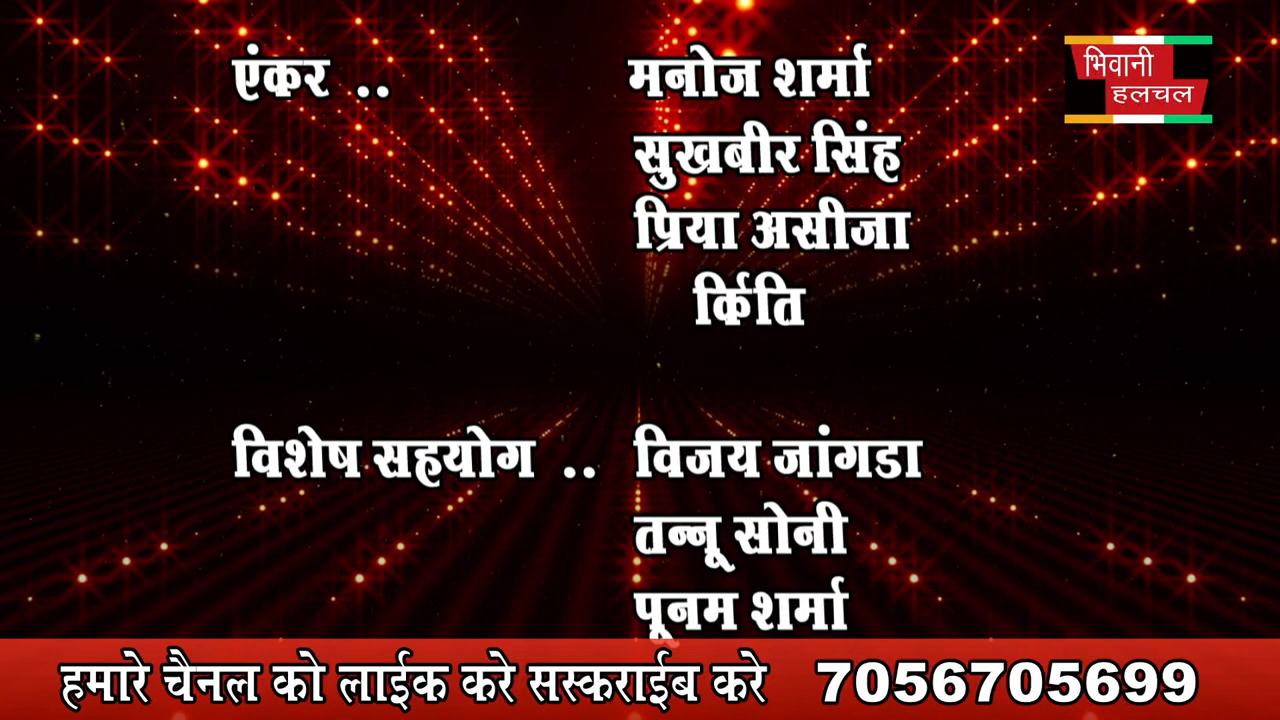 एंकर .. मनोज शर्मा
भिवानी
हलचल
सुखबीर सिंह
प्रिया असीजा
र्किति
विशेष सहयोग .. विजय जांगडा
तन्नू सोनी
पूनम शर्मा
हमारे चैनल को लाईक करे सस्कराईब करे 7056705699